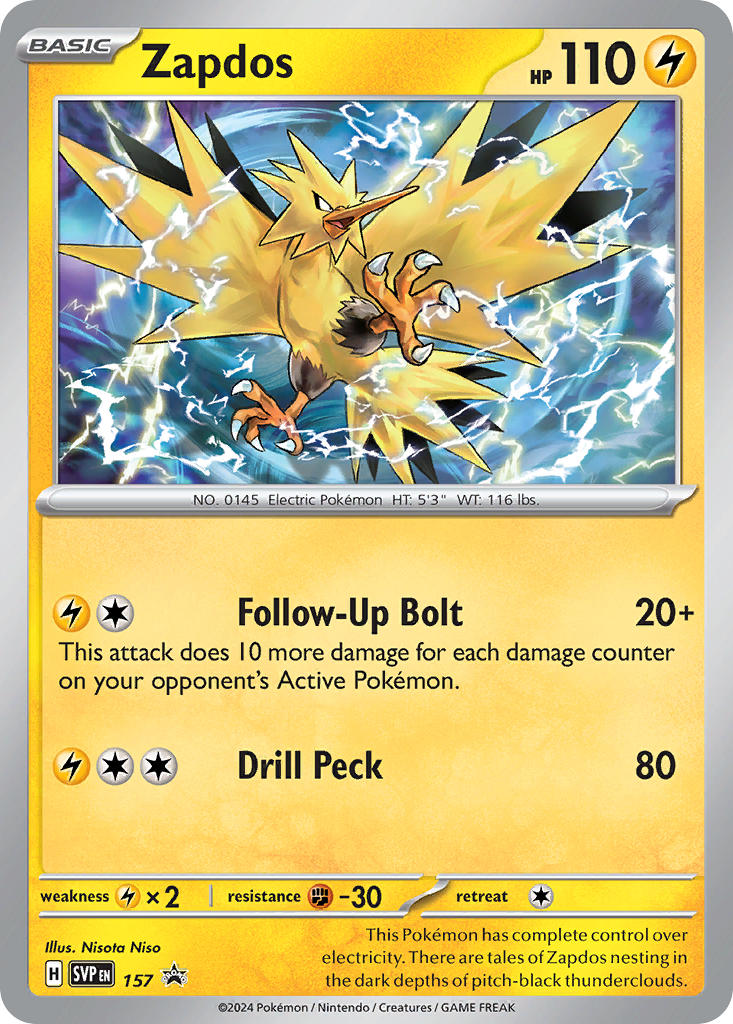 BASIC
Zapdos
HP 110
NO. 0145 Electric Pokémon HT: 5'3" WT: 116 lbs.
Follow-Up Bolt 20+
This attack does 10 more damage for each damage counter
on your opponent's Active Pokémon.
Drill Peck 80
weakness ×2 resistance -30 retreat
Illus. Nisota Niso
H SVP EN 157
This Pokémon has complete control over
electricity. There are tales of Zapdos nesting in
the dark depths of pitch-black thunderclouds.
©2024 Pokémon / Nintendo / Creatures / GAME FREAK